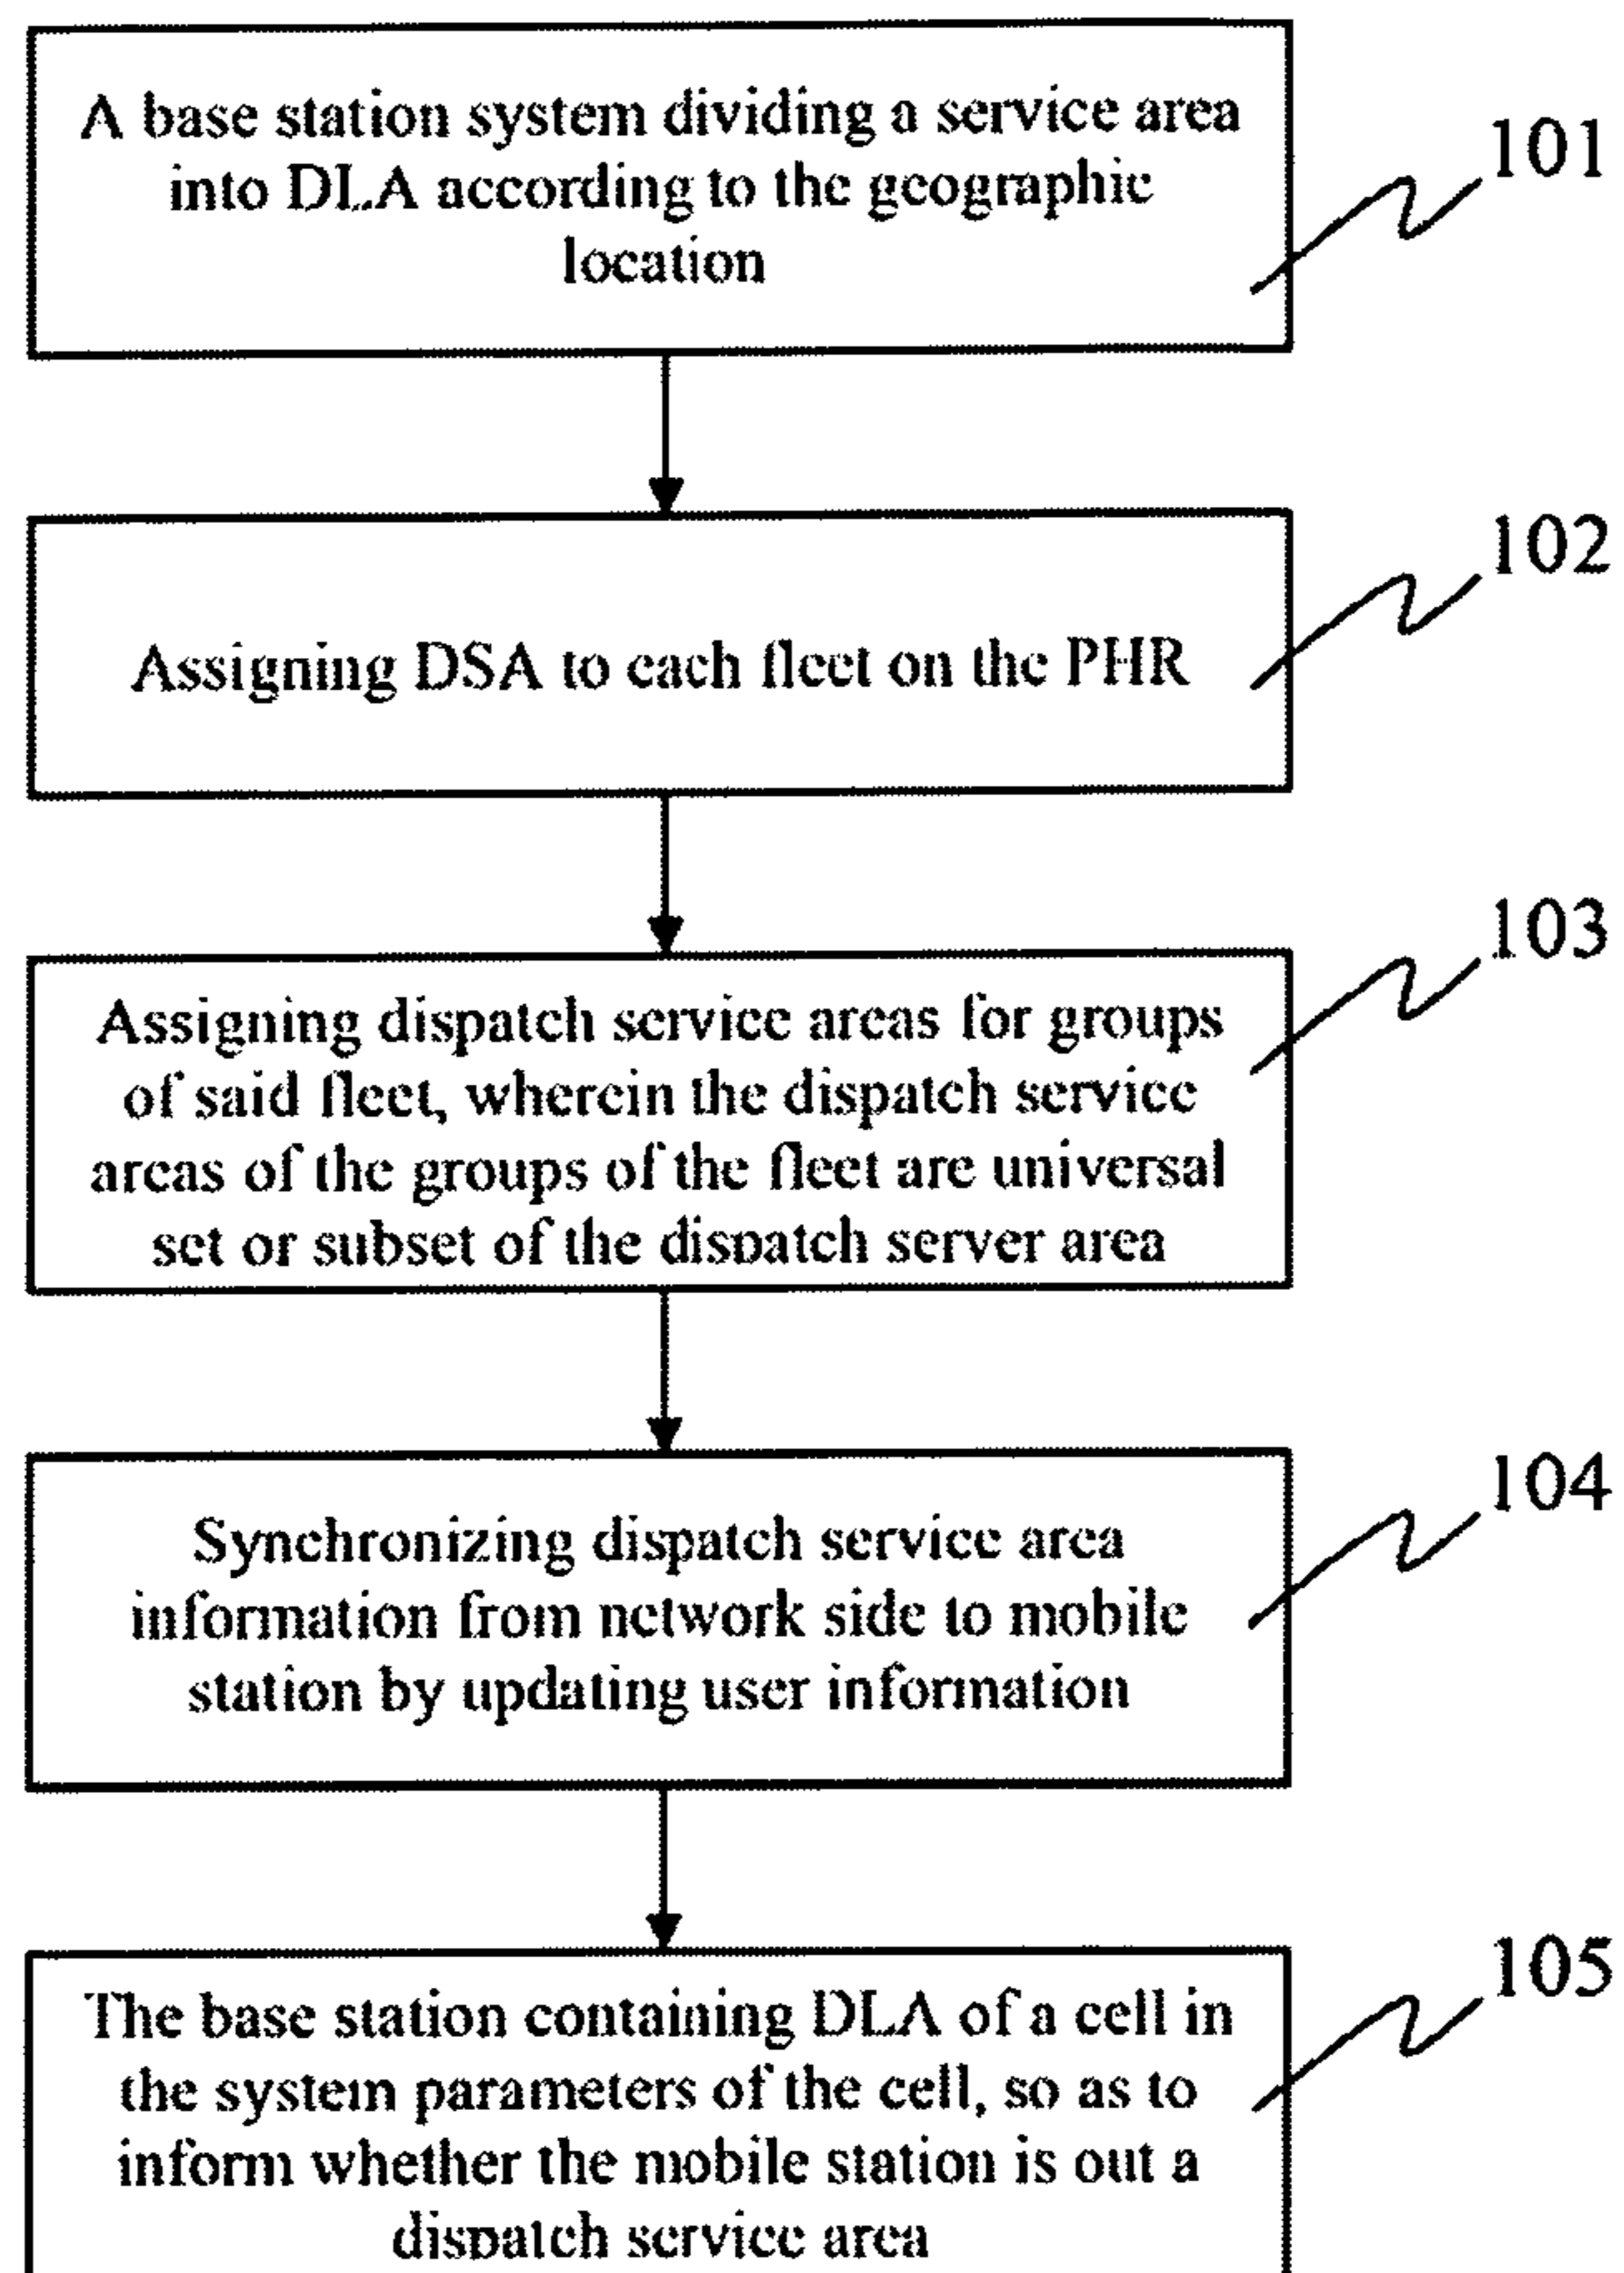 A base station system dividing a service area
into DLA according to the geographic
location
101
Assigning DSA to each fleet on the PHR
102
Assigning dispatch service areas for groups
of said fleet, wherein the dispatch service
areas of the groups of the fleet are universal
set or subset of the dispatch server area
103
Synchronizing dispatch service area
information from network side to mobile
station by updating user information
104
The base station containing DLA of a cell in
the system parameters of the cell, so as to
inform whether the mobile station is out a
dispatch service area
105